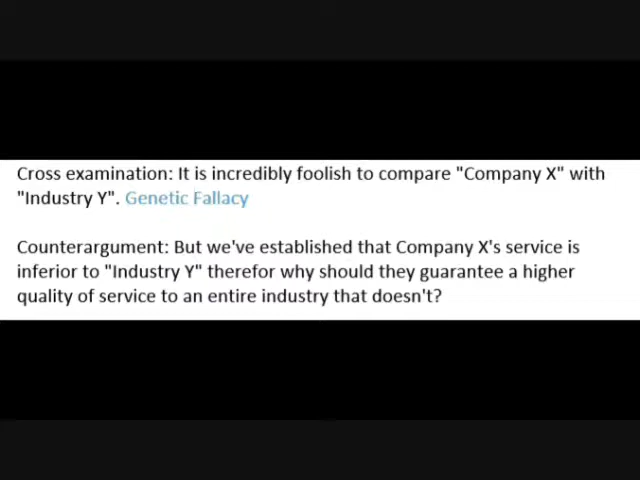 Cross examination: It is incredibly foolish to compare "Company X" with
"Industry Y". Genetic Fallacy
Counterargument: But we've established that Company X's service is
inferior to "Industry Y" therefor why should they guarantee a higher
quality of service to an entire industry that doesn't?